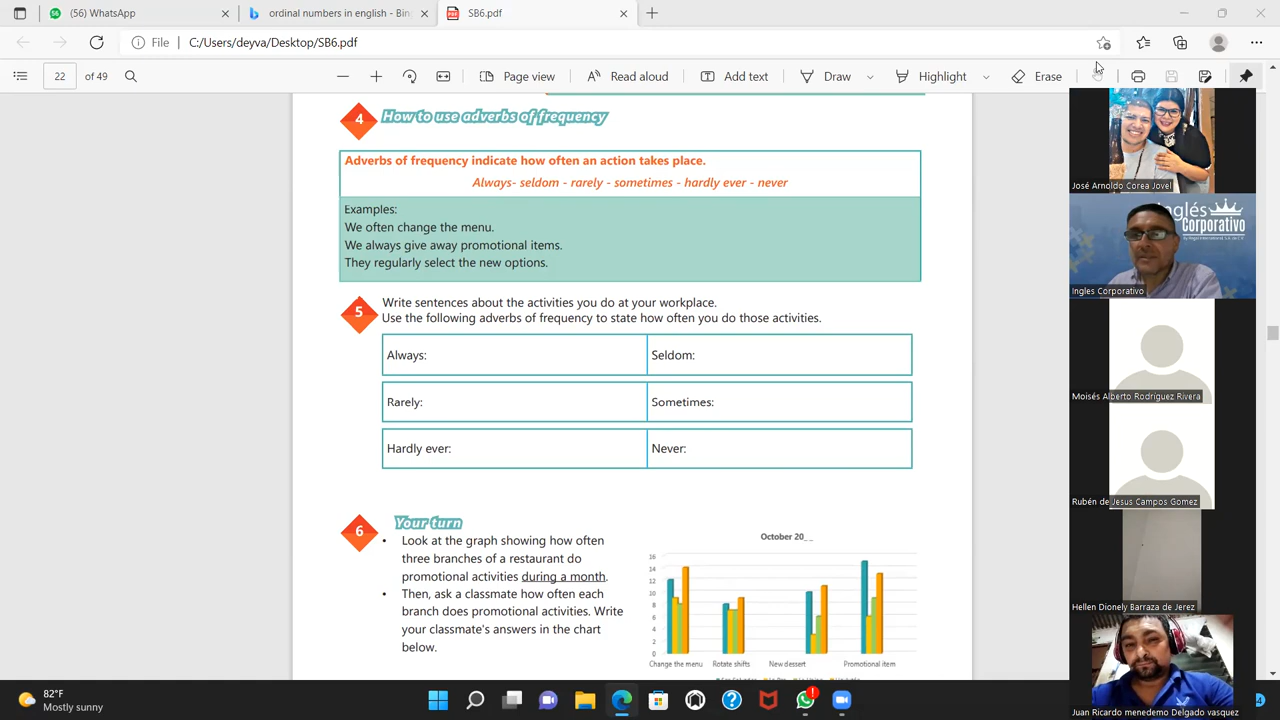 (56) WhatsApp
ordinal numbers in english - Bin
SB6.pdf
File
C:/Users/deyva/Desktop/SB6.pdf
22
of 49
Page view
Read aloud
Add text
Draw
Highlight
Erase
4
How to use adverbs of frequency
Adverbs of frequency indicate how often an action takes place.
Always- seldom - rarely - sometimes - hardly ever - never
Examples:
We often change the menu.
We always give away promotional items.
They regularly select the new options.
5
Write sentences about the activities you do at your workplace.
Use the following adverbs of frequency to state how often you do those activities.
Always:
Seldom:
Rarely:
Sometimes:
Hardly ever:
Never:
6
Your turn
• Look at the graph showing how often
three branches of a restaurant do
promotional activities during a month.
• Then, ask a classmate how often each
branch does promotional activities. Write
your classmate's answers in the chart
below.
October 20_ _
16
14
12
10
8
6
4
2
0
Change the menu
Rotate shifts
New dessert
Promotional item
José Arnoldo Corea Jovel
Inglés
Corporativo
Ingles Corporativo
Moisés Alberto Rodríguez Rivera
Rubén de Jesus Campos Gomez
Hellen Dionely Barraza de Jerez
Juan Ricardo menedemo Delgado vasquez
82°F
Mostly sunny